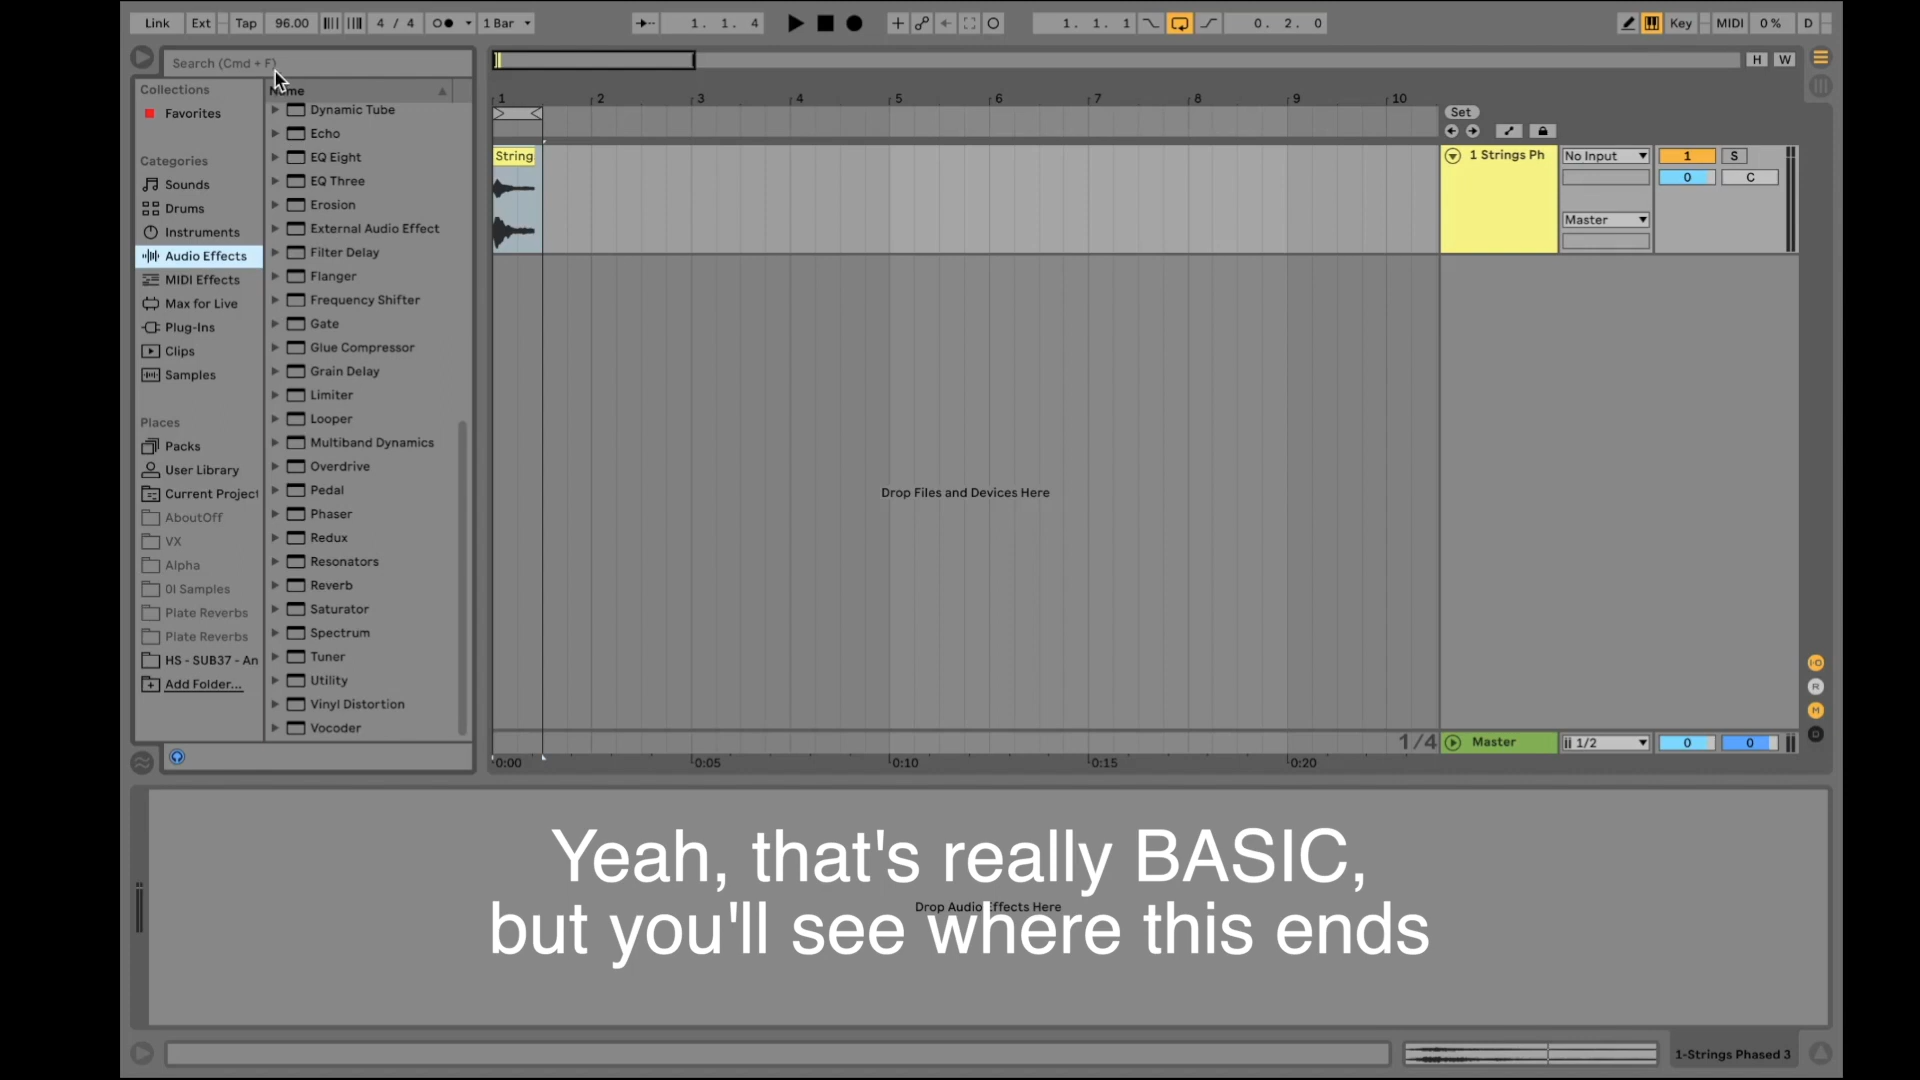 Link Ext Tap 96.00 4 / 4 1 Bar 1. 1. 4 1. 1. 1 0. 2. 0 Key MIDI 0 % D
Search (Cmd + F)
H W
Collections
Favorites
Categories
Sounds
Drums
Instruments
Audio Effects
MIDI Effects
Max for Live
Plug-Ins
Clips
Samples
Places
Packs
User Library
Current Project
AboutOff
VX
Alpha
Plate Reverbs
Plate Reverbs
HS - SUB37 - An
Add Folder...
Name
Dynamic Tube
Echo
EQ Eight
EQ Three
Erosion
External Audio Effect
Filter Delay
Flanger
Frequency Shifter
Gate
Glue Compressor
Grain Delay
Limiter
Looper
Multiband Dynamics
Overdrive
Pedal
Phaser
Redux
Resonators
Reverb
Saturator
Spectrum
Tuner
Utility
Vinyl Distortion
Vocoder
1 2 3 4 5 6 7 8 9 10
Set
String
1 Strings Ph No Input 1 S
0 C
Master
Drop Files and Devices Here
1/4 Master 1/2 0 0
0:00 0:05 0:10 0:15 0:20
I·O
R
M
D
Yeah, that's really BASIC,
Drop Audio Effects Here
but you'll see where this ends
1-Strings Phased 3